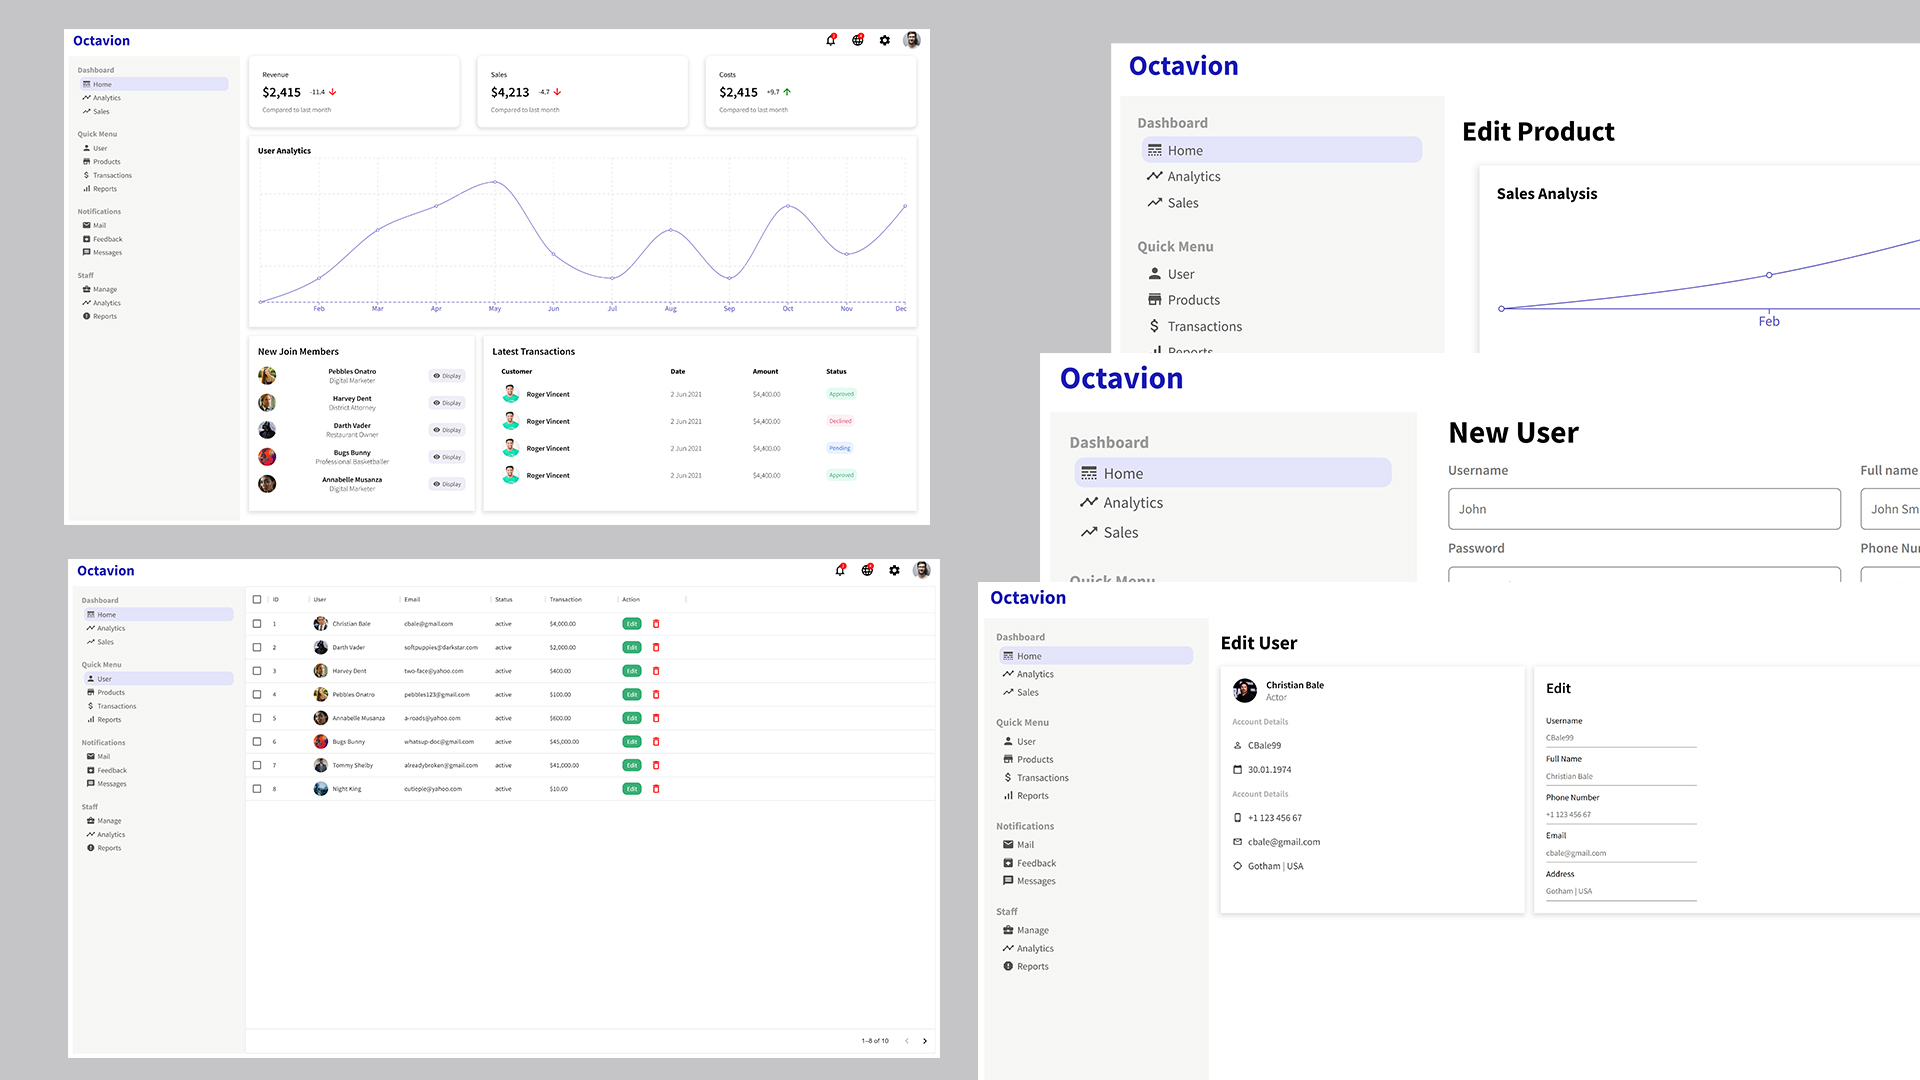 Octavion
Dashboard
Home
Analytics
Sales
Quick Menu
User
Products
Transactions
Reports
Notifications
Mail
Feedback
Messages
Staff
Manage
Analytics
Reports
Revenue
$2,415 -11.4
Compared to last month
Sales
$4,213 -4.7
Compared to last month
Costs
$2,415 +9.7
Compared to last month
User Analytics
Feb Mar Apr May Jun Jul Aug Sep Oct Nov Dec
New Join Members
Pebbles Onatro
Digital Marketer
Display
Harvey Dent
District Attorney
Display
Darth Vader
Restaurant Owner
Display
Bugs Bunny
Professional Basketballer
Display
Annabelle Musanza
Digital Marketer
Display
Latest Transactions
Customer Date Amount Status
Roger Vincent 2 Jun 2021 $4,400.00 Approved
Roger Vincent 2 Jun 2021 $4,400.00 Declined
Roger Vincent 2 Jun 2021 $4,400.00 Pending
Roger Vincent 2 Jun 2021 $4,400.00 Approved
Octavion
Dashboard
Home
Analytics
Sales
Quick Menu
User
Products
Transactions
Reports
Notifications
Mail
Feedback
Messages
Staff
Manage
Analytics
Reports
ID User Email Status Transaction Action
1 Christian Bale cbale@gmail.com active $4,000.00 Edit
2 Darth Vader softpuppies@darkstar.com active $2,000.00 Edit
3 Harvey Dent two-face@yahoo.com active $400.00 Edit
4 Pebbles Onatro pebbles123@gmail.com active $100.00 Edit
5 Annabelle Musanza a-roads@yahoo.com active $600.00 Edit
6 Bugs Bunny whatsup-doc@gmail.com active $45,000.00 Edit
7 Tommy Shelby alreadybroken@gmail.com active $41,000.00 Edit
8 Night King cutiepie@yahoo.com active $10.00 Edit
1–8 of 10
Octavion
Dashboard
Home
Analytics
Sales
Quick Menu
User
Products
Transactions
Reports
Edit Product
Sales Analysis
Feb
Octavion
Dashboard
Home
Analytics
Sales
Quick Menu
New User
Username Full name
John John Sm
Password Phone Nu
Octavion
Dashboard
Home
Analytics
Sales
Quick Menu
User
Products
Transactions
Reports
Notifications
Mail
Feedback
Messages
Staff
Manage
Analytics
Reports
Edit User
Christian Bale
Actor
Account Details
CBale99
30.01.1974
Account Details
+1 123 456 67
cbale@gmail.com
Gotham | USA
Edit
Username
CBale99
Full Name
Christian Bale
Phone Number
+1 123 456 67
Email
cbale@gmail.com
Address
Gotham | USA